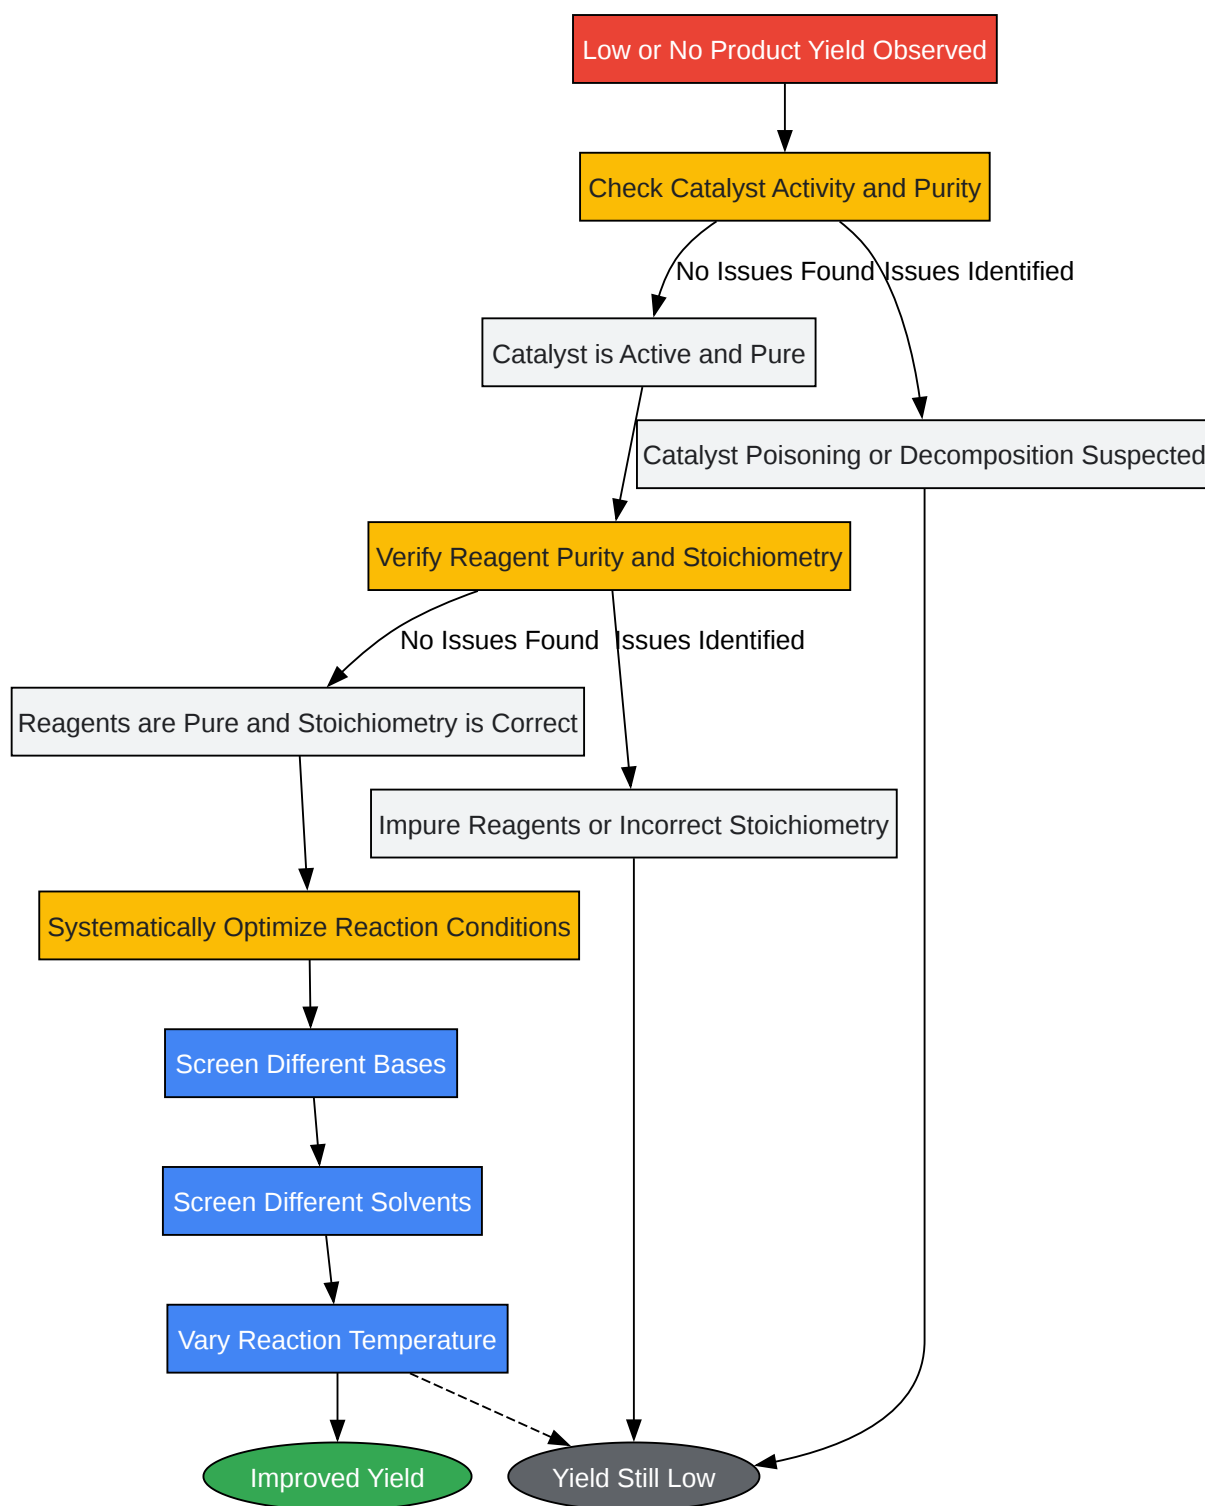 Low or No Product Yield Observed
Check Catalyst Activity and Purity
No Issues Found
Issues Identified
Catalyst is Active and Pure
Catalyst Poisoning or Decomposition Suspected
Verify Reagent Purity and Stoichiometry
No Issues Found
Issues Identified
Reagents are Pure and Stoichiometry is Correct
Impure Reagents or Incorrect Stoichiometry
Systematically Optimize Reaction Conditions
Screen Different Bases
Screen Different Solvents
Vary Reaction Temperature
Improved Yield
Yield Still Low